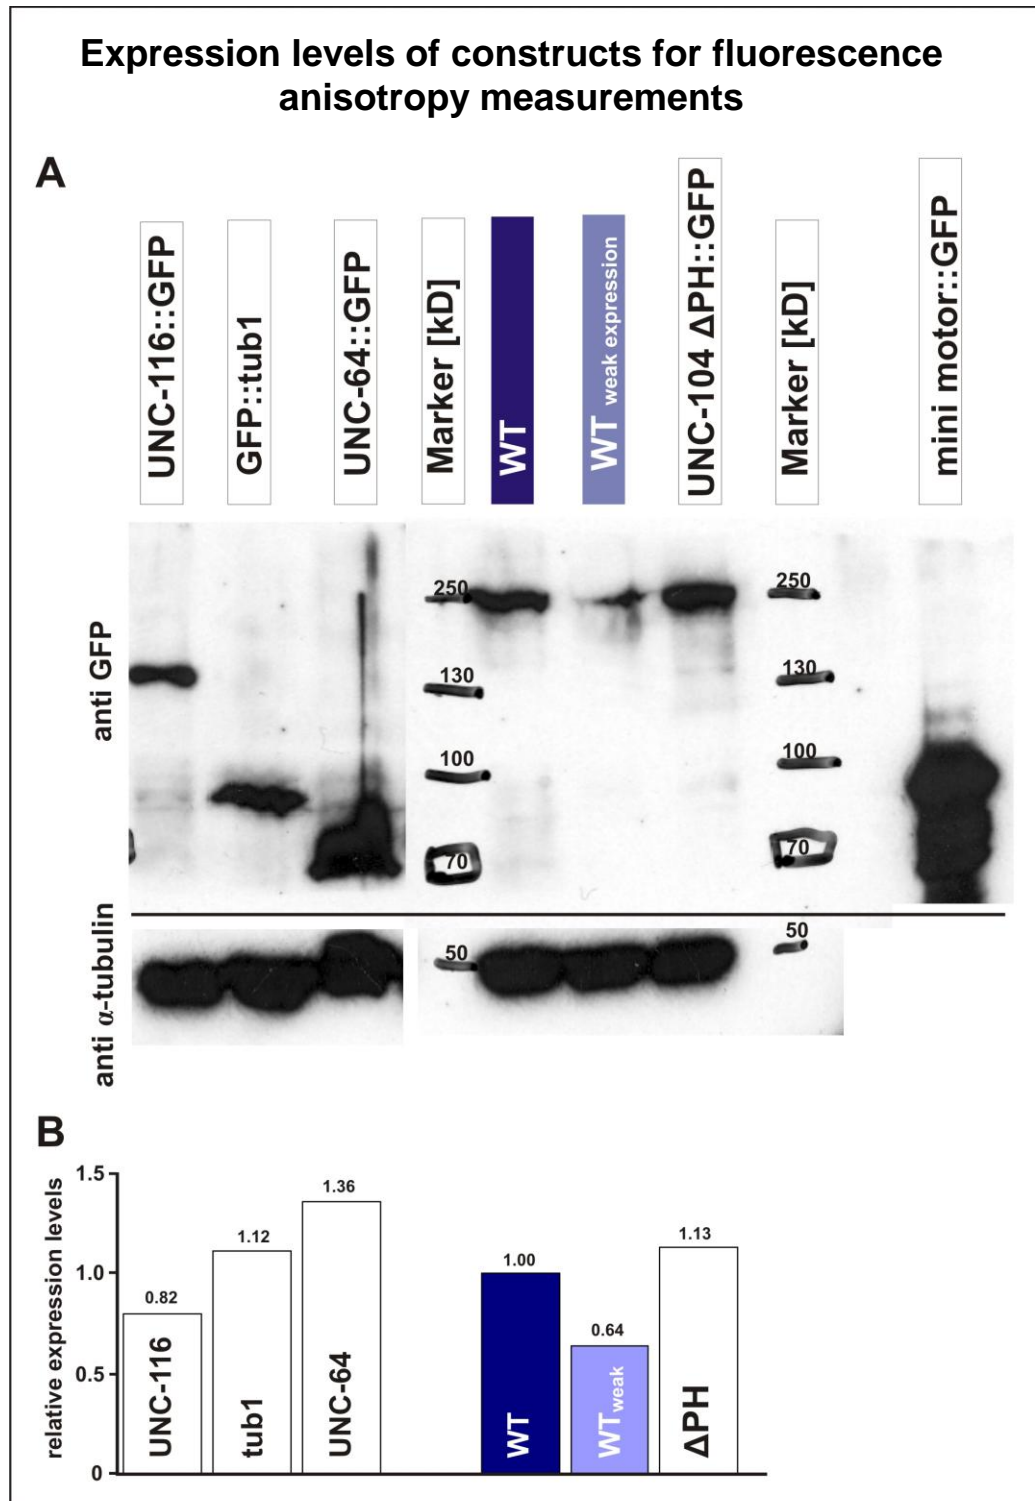 Expression levels of constructs for fluorescence
anisotropy measurements
A
UNC-116::GFP
GFP::tub1
UNC-64::GFP
Marker [kD]
WT
WT weak expression
UNC-104 ΔPH::GFP
Marker [kD]
mini motor::GFP
anti GFP
250
130
100
70
250
130
100
70
anti α-tubulin
50
50
B
relative expression levels
1.5
1.0
0.5
0
0.82
1.12
1.36
1.00
0.64
1.13
UNC-116
tub1
UNC-64
WT
WTweak
ΔPH